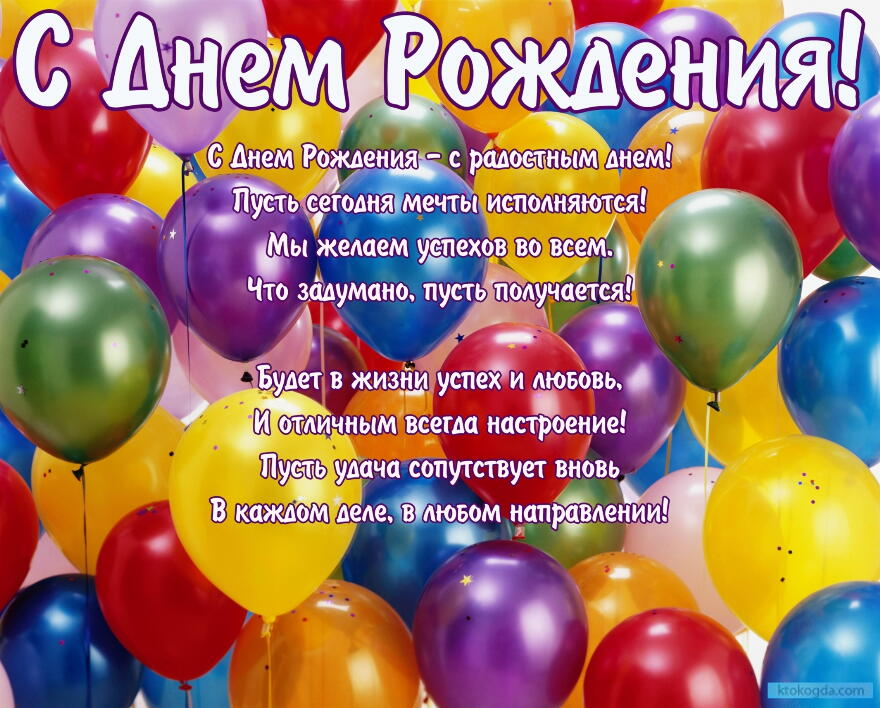 С Днем Рождения!
С Днем Рождения – с радостным днем!
Пусть сегодня мечты исполняются!
Мы желаем успехов во всем.
Что задумано, пусть получается!
Будет в жизни успех и любовь,
И отличным всегда настроение!
Пусть удача сопутствует вновь
В каждом деле, в любом направлении!
ktokogda.com